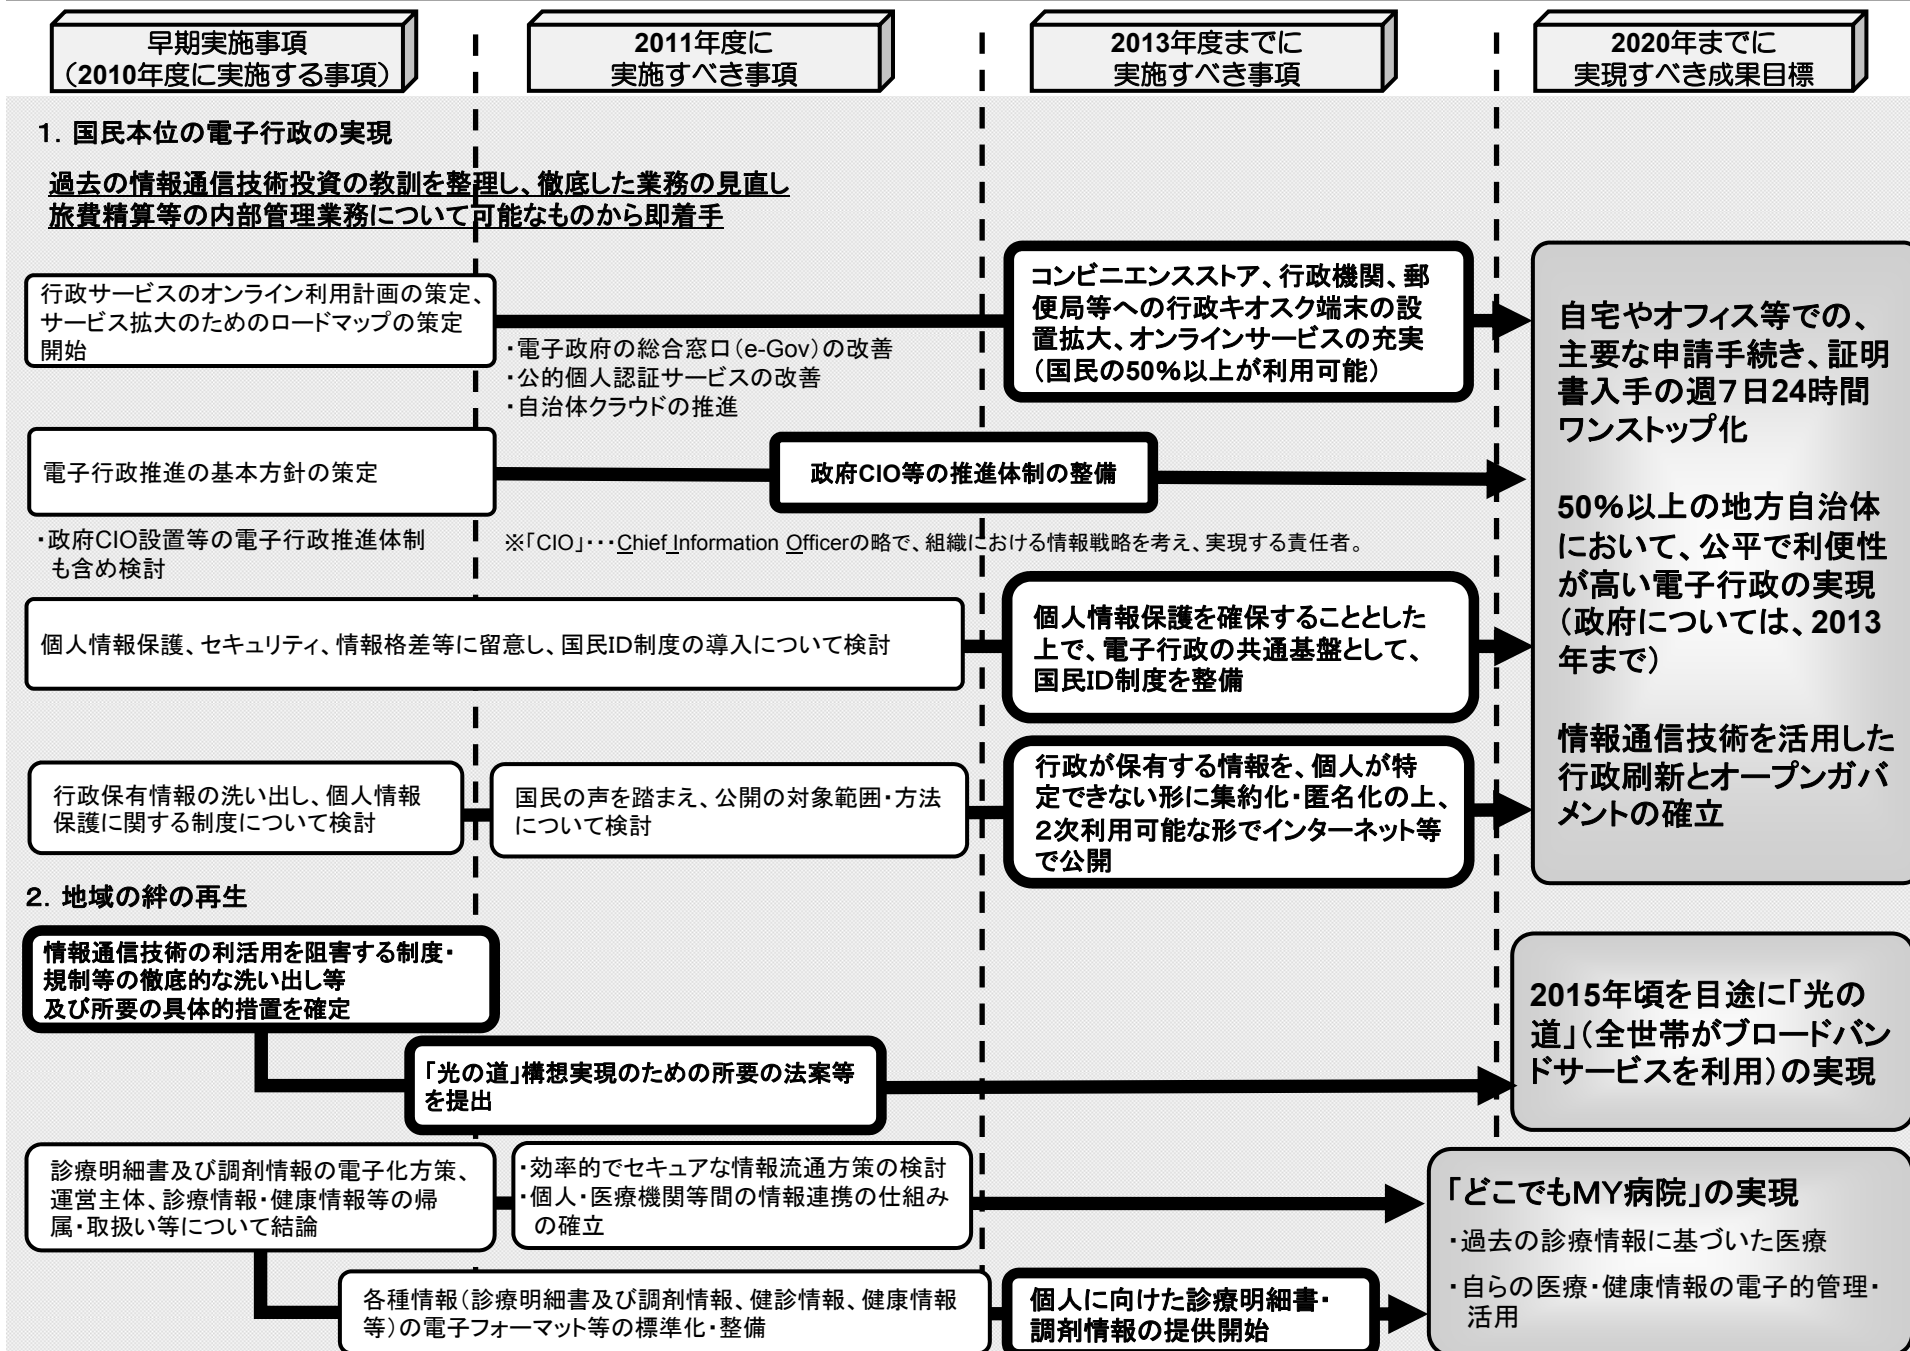 早期実施事項
（2010年度に実施する事項）
2011年度に
実施すべき事項
2013年度までに
実施すべき事項
2020年までに
実現すべき成果目標
１．国民本位の電子行政の実現
過去の情報通信技術投資の教訓を整理し、徹底した業務の見直し
旅費精算等の内部管理業務について可能なものから即着手
行政サービスのオンライン利用計画の策定、
サービス拡大のためのロードマップの策定
開始
・電子政府の総合窓口（e-Gov）の改善
・公的個人認証サービスの改善
・自治体クラウドの推進
コンビニエンスストア、行政機関、郵
便局等への行政キオスク端末の設
置拡大、オンラインサービスの充実
（国民の50％以上が利用可能）
電子行政推進の基本方針の策定
・政府CIO設置等の電子行政推進体制
も含め検討
政府CIO等の推進体制の整備
※「CIO」・・・Chief Information Officerの略で、組織における情報戦略を考え、実現する責任者。
個人情報保護、セキュリティ、情報格差等に留意し、国民ID制度の導入について検討
個人情報保護を確保することとした
上で、電子行政の共通基盤として、
国民ID制度を整備
行政保有情報の洗い出し、個人情報
保護に関する制度について検討
国民の声を踏まえ、公開の対象範囲・方法
について検討
行政が保有する情報を、個人が特
定できない形に集約化・匿名化の上、
２次利用可能な形でインターネット等
で公開
自宅やオフィス等での、
主要な申請手続き、証明
書入手の週７日24時間
ワンストップ化
50％以上の地方自治体
において、公平で利便性
が高い電子行政の実現
（政府については、2013
年まで）
情報通信技術を活用した
行政刷新とオープンガバ
メントの確立
２．地域の絆の再生
情報通信技術の利活用を阻害する制度・
規制等の徹底的な洗い出し等
及び所要の具体的措置を確定
「光の道」構想実現のための所要の法案等
を提出
2015年頃を目途に「光の
道」（全世帯がブロードバン
ドサービスを利用）の実現
診療明細書及び調剤情報の電子化方策、
運営主体、診療情報・健康情報等の帰
属・取扱い等について結論
・効率的でセキュアな情報流通方策の検討
・個人・医療機関等間の情報連携の仕組み
の確立
各種情報（診療明細書及び調剤情報、健診情報、健康情報
等）の電子フォーマット等の標準化・整備
個人に向けた診療明細書・
調剤情報の提供開始
「どこでもMY病院」の実現
・過去の診療情報に基づいた医療
・自らの医療・健康情報の電子的管理・
活用